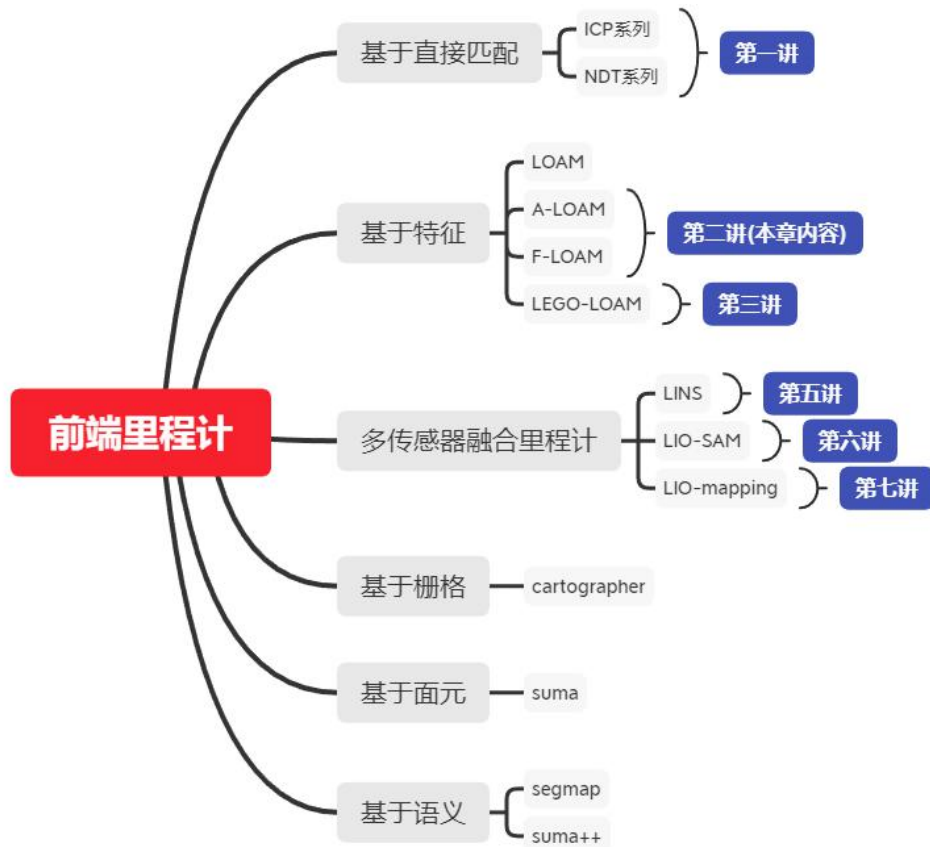 前端里程计
基于直接匹配
ICP系列
NDT系列
第一讲
基于特征
LOAM
A-LOAM
F-LOAM
第二讲(本章内容)
LEGO-LOAM
第三讲
多传感器融合里程计
LINS
第五讲
LIO-SAM
第六讲
LIO-mapping
第七讲
基于栅格
cartographer
基于面元
suma
基于语义
segmap
suma++